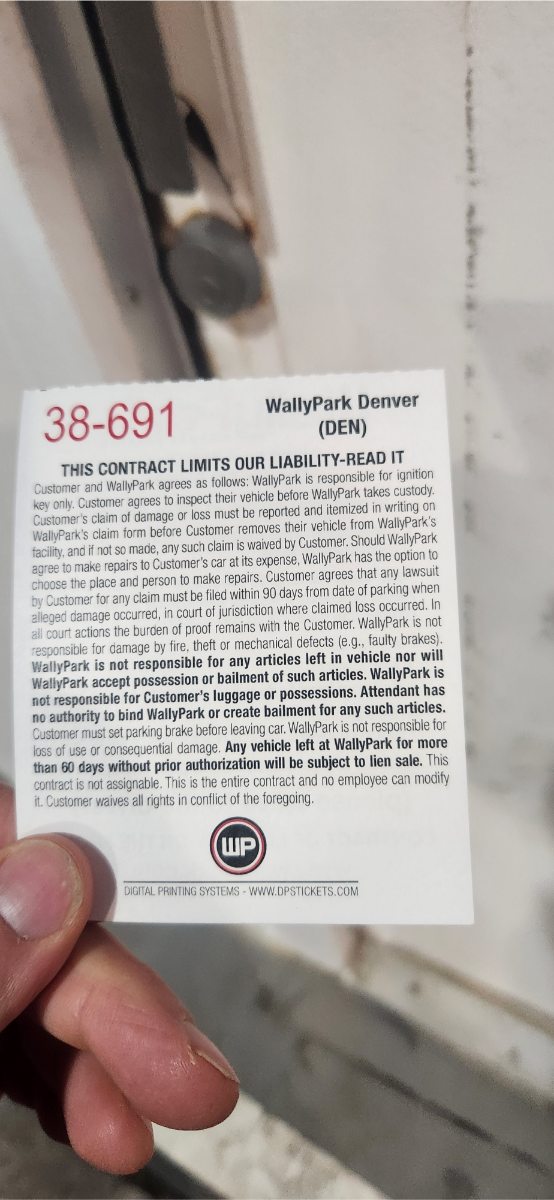 38-691
WallyPark Denver
(DEN)
THIS CONTRACT LIMITS OUR LIABILITY-READ IT
Customer and WallyPark agrees as follows: WallyPark is responsible for ignition
key only. Customer agrees to inspect their vehicle before WallyPark takes custody.
Customer's claim of damage or loss must be reported and itemized in writing on
WallyPark's claim form before Customer removes their vehicle from WallyPark's
facility, and if not so made, any such claim is waived by Customer. Should WallyPark
agree to make repairs to Customer's car at its expense, WallyPark has the option to
choose the place and person to make repairs. Customer agrees that any lawsuit
by Customer for any claim must be filed within 90 days from date of parking when
alleged damage occurred, in court of jurisdiction where claimed loss occurred. In
all court actions the burden of proof remains with the Customer. WallyPark is not
responsible for damage by fire, theft or mechanical defects (e.g., faulty brakes).
WallyPark is not responsible for any articles left in vehicle nor will
WallyPark accept possession or bailment of such articles. WallyPark is
not responsible for Customer's luggage or possessions. Attendant has
no authority to bind WallyPark or create bailment for any such articles.
Customer must set parking brake before leaving car. WallyPark is not responsible for
loss of use or consequential damage. Any vehicle left at WallyPark for more
than 60 days without prior authorization will be subject to lien sale. This
contract is not assignable. This is the entire contract and no employee can modify
it. Customer waives all rights in conflict of the foregoing.
WP
DIGITAL PRINTING SYSTEMS - WWW.DPSTICKETS.COM